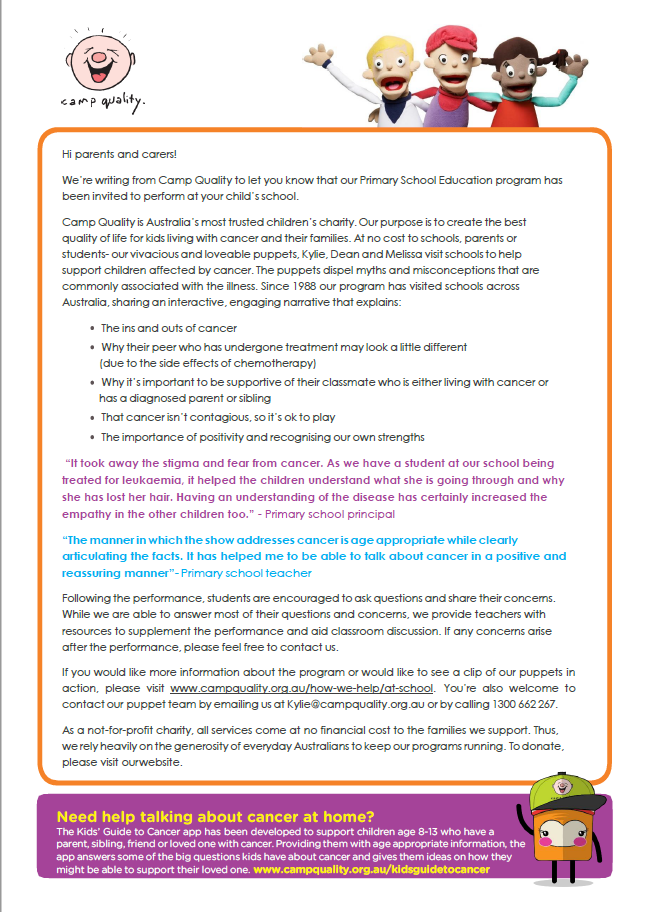 camp quality.
Hi parents and carers!
We're writing from Camp Quality to let you know that our Primary School Education program has
been invited to perform at your child's school.
Camp Quality is Australia's most trusted children's charity. Our purpose is to create the best
quality of life for kids living with cancer and their families. At no cost to schools, parents or
students- our vivacious and loveable puppets, Kylie, Dean and Melissa visit schools to help
support children affected by cancer. The puppets dispel myths and misconceptions that are
commonly associated with the illness. Since 1988 our program has visited schools across
Australia, sharing an interactive, engaging narrative that explains:
• The ins and outs of cancer
• Why their peer who has undergone treatment may look a little different
(due to the side effects of chemotherapy)
• Why it's important to be supportive of their classmate who is either living with cancer or
has a diagnosed parent or sibling
• That cancer isn't contagious, so it's ok to play
• The importance of positivity and recognising our own strengths
"It took away the stigma and fear from cancer. As we have a student at our school being
treated for leukaemia, it helped the children understand what she is going through and why
she has lost her hair. Having an understanding of the disease has certainly increased the
empathy in the other children too." - Primary school principal
"The manner in which the show addresses cancer is age appropriate while clearly
articulating the facts. It has helped me to be able to talk about cancer in a positive and
reassuring manner"- Primary school teacher
Following the performance, students are encouraged to ask questions and share their concerns.
While we are able to answer most of their questions and concerns, we provide teachers with
resources to supplement the performance and aid classroom discussion. If any concerns arise
after the performance, please feel free to contact us.
If you would like more information about the program or would like to see a clip of our puppets in
action, please visit www.campquality.org.au/how-we-help/at-school. You're also welcome to
contact our puppet team by emailing us at Kylie@campquality.org.au or by calling 1300 662 267.
As a not-for-profit charity, all services come at no financial cost to the families we support. Thus,
we rely heavily on the generosity of everyday Australians to keep our programs running. To donate,
please visit ourwebsite.
Need help talking about cancer at home?
The Kids' Guide to Cancer app has been developed to support children age 8-13 who have a
parent, sibling, friend or loved one with cancer. Providing them with age appropriate information, the
app answers some of the big questions kids have about cancer and gives them ideas on how they
might be able to support their loved one. www.campquality.org.au/kidsguidetocancer